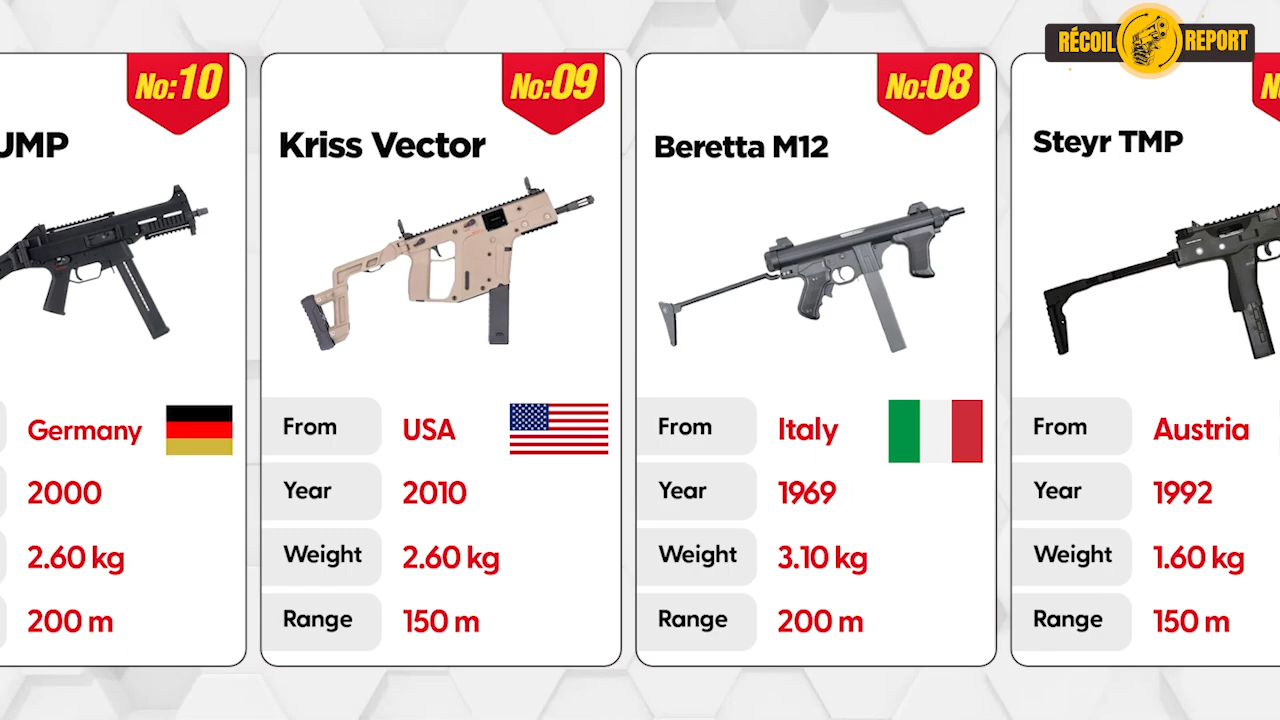 RÉCOIL REPORT
No:10
UMP
Germany
2000
2.60 kg
200 m
No:09
Kriss Vector
From USA
Year 2010
Weight 2.60 kg
Range 150 m
No:08
Beretta M12
From Italy
Year 1969
Weight 3.10 kg
Range 200 m
Steyr TMP
From Austria
Year 1992
Weight 1.60 kg
Range 150 m